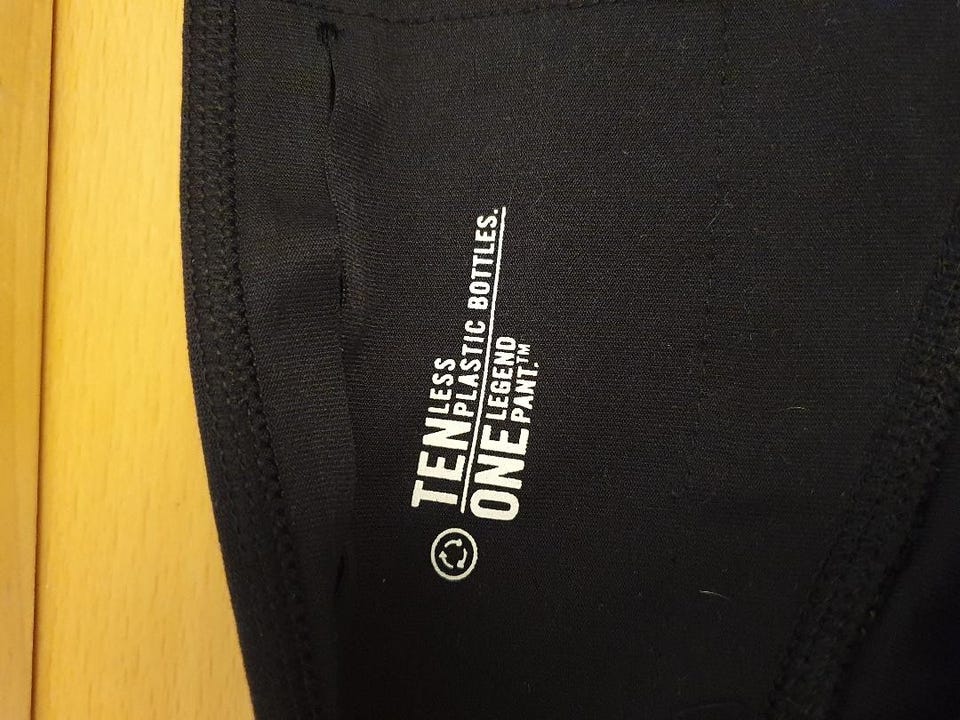 TEN LESS
PLASTIC BOTTLES.
ONE LEGEND
PANT.™